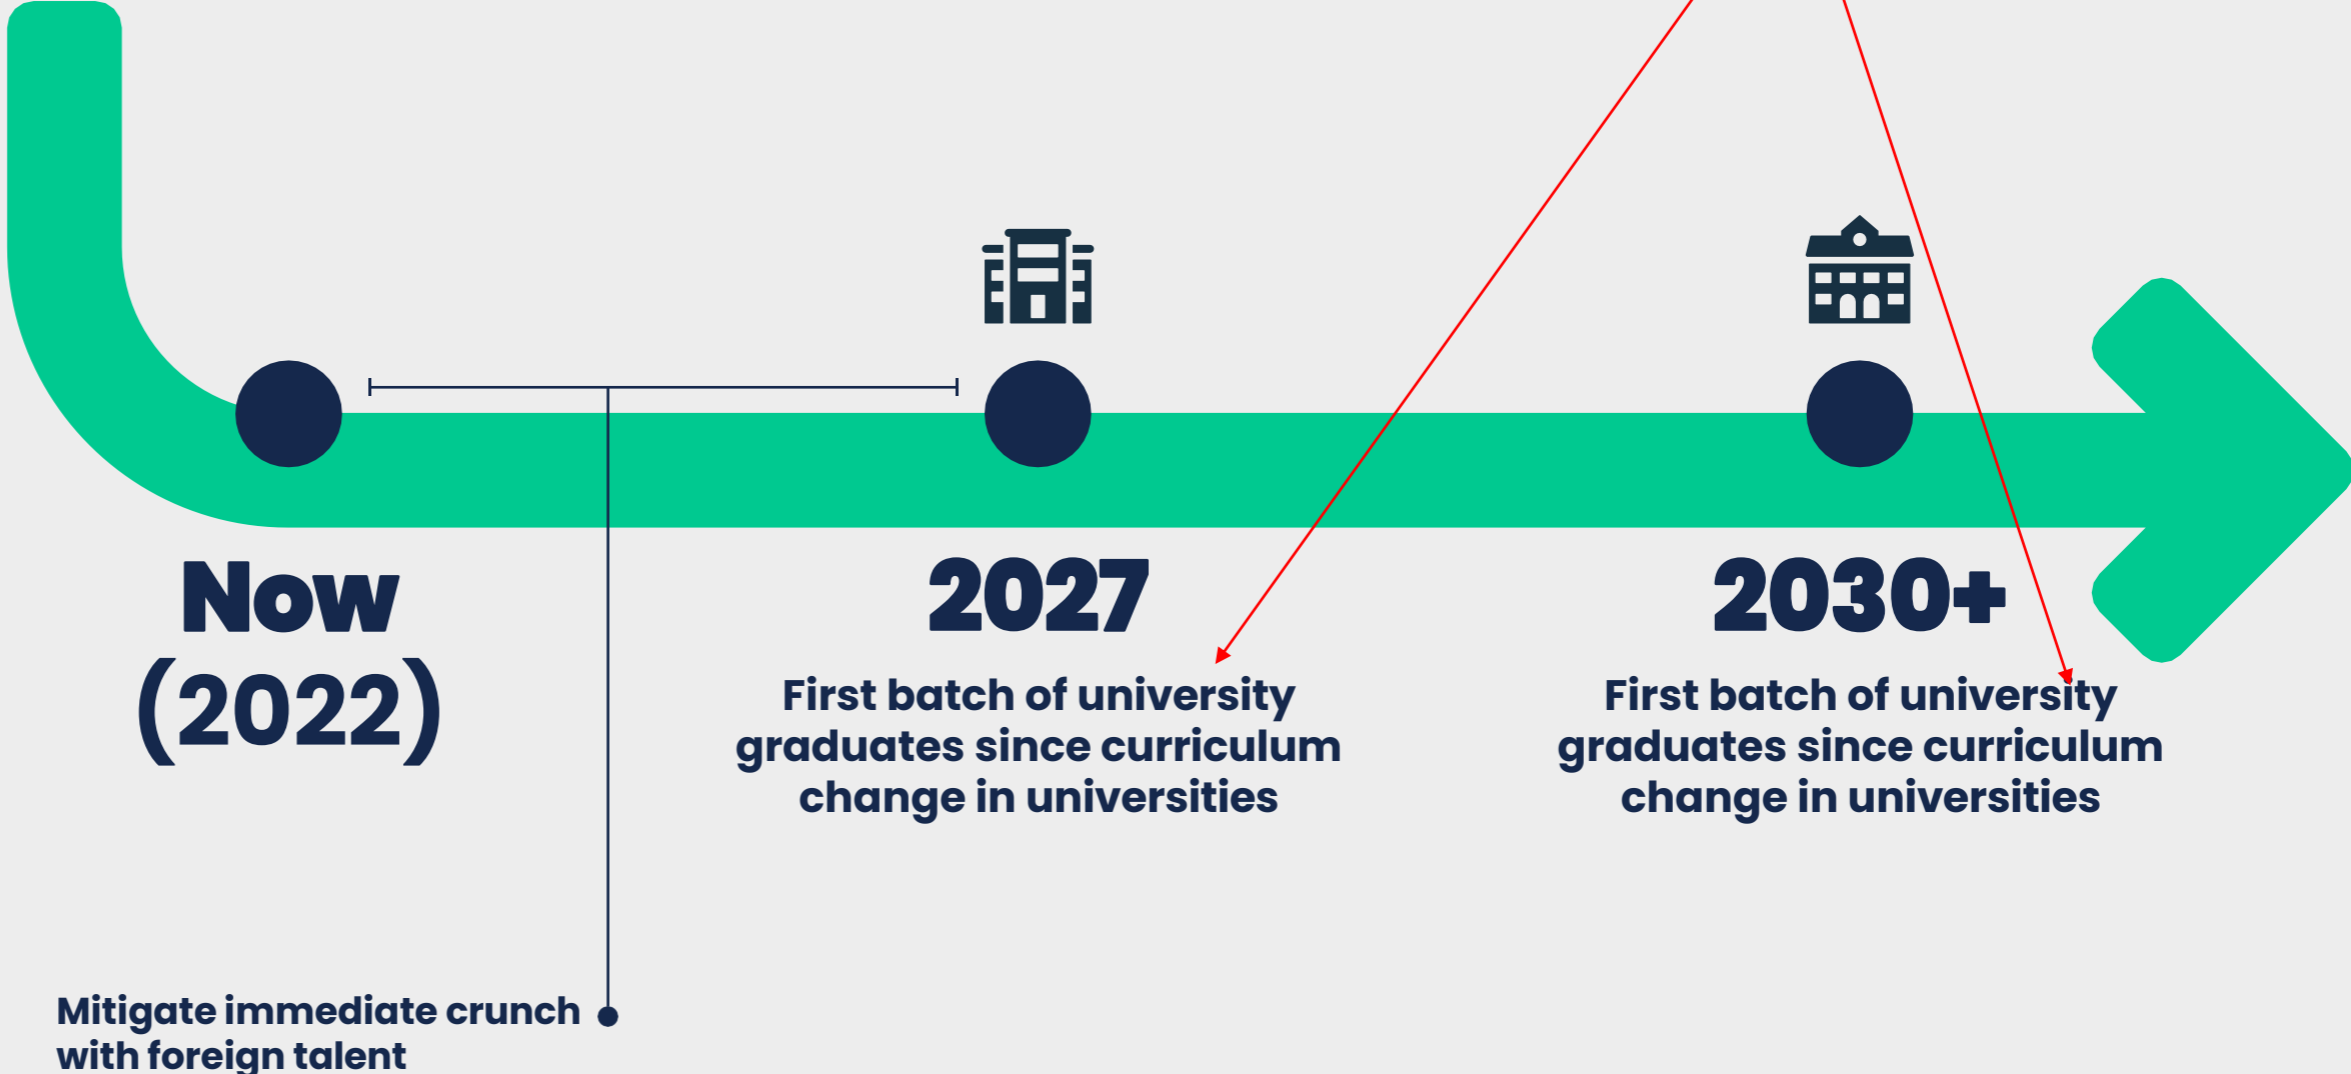 Now
(2022)
2027
First batch of university
graduates since curriculum
change in universities
2030+
First batch of university
graduates since curriculum
change in universities
Mitigate immediate crunch
with foreign talent